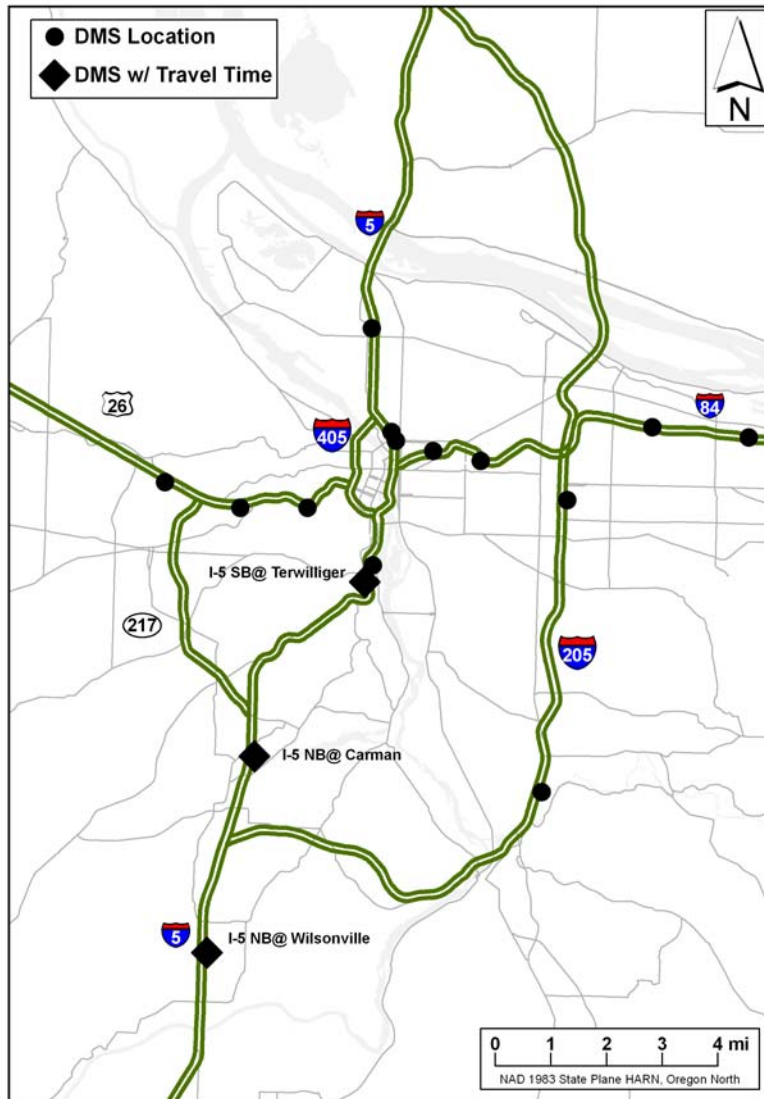 DMS Location
DMS w/ Travel Time
N
5
26
405
84
I-5 SB@ Terwilliger
217
205
I-5 NB@ Carman
5
I-5 NB@ Wilsonville
0 1 2 3 4 mi
NAD 1983 State Plane HARN, Oregon North